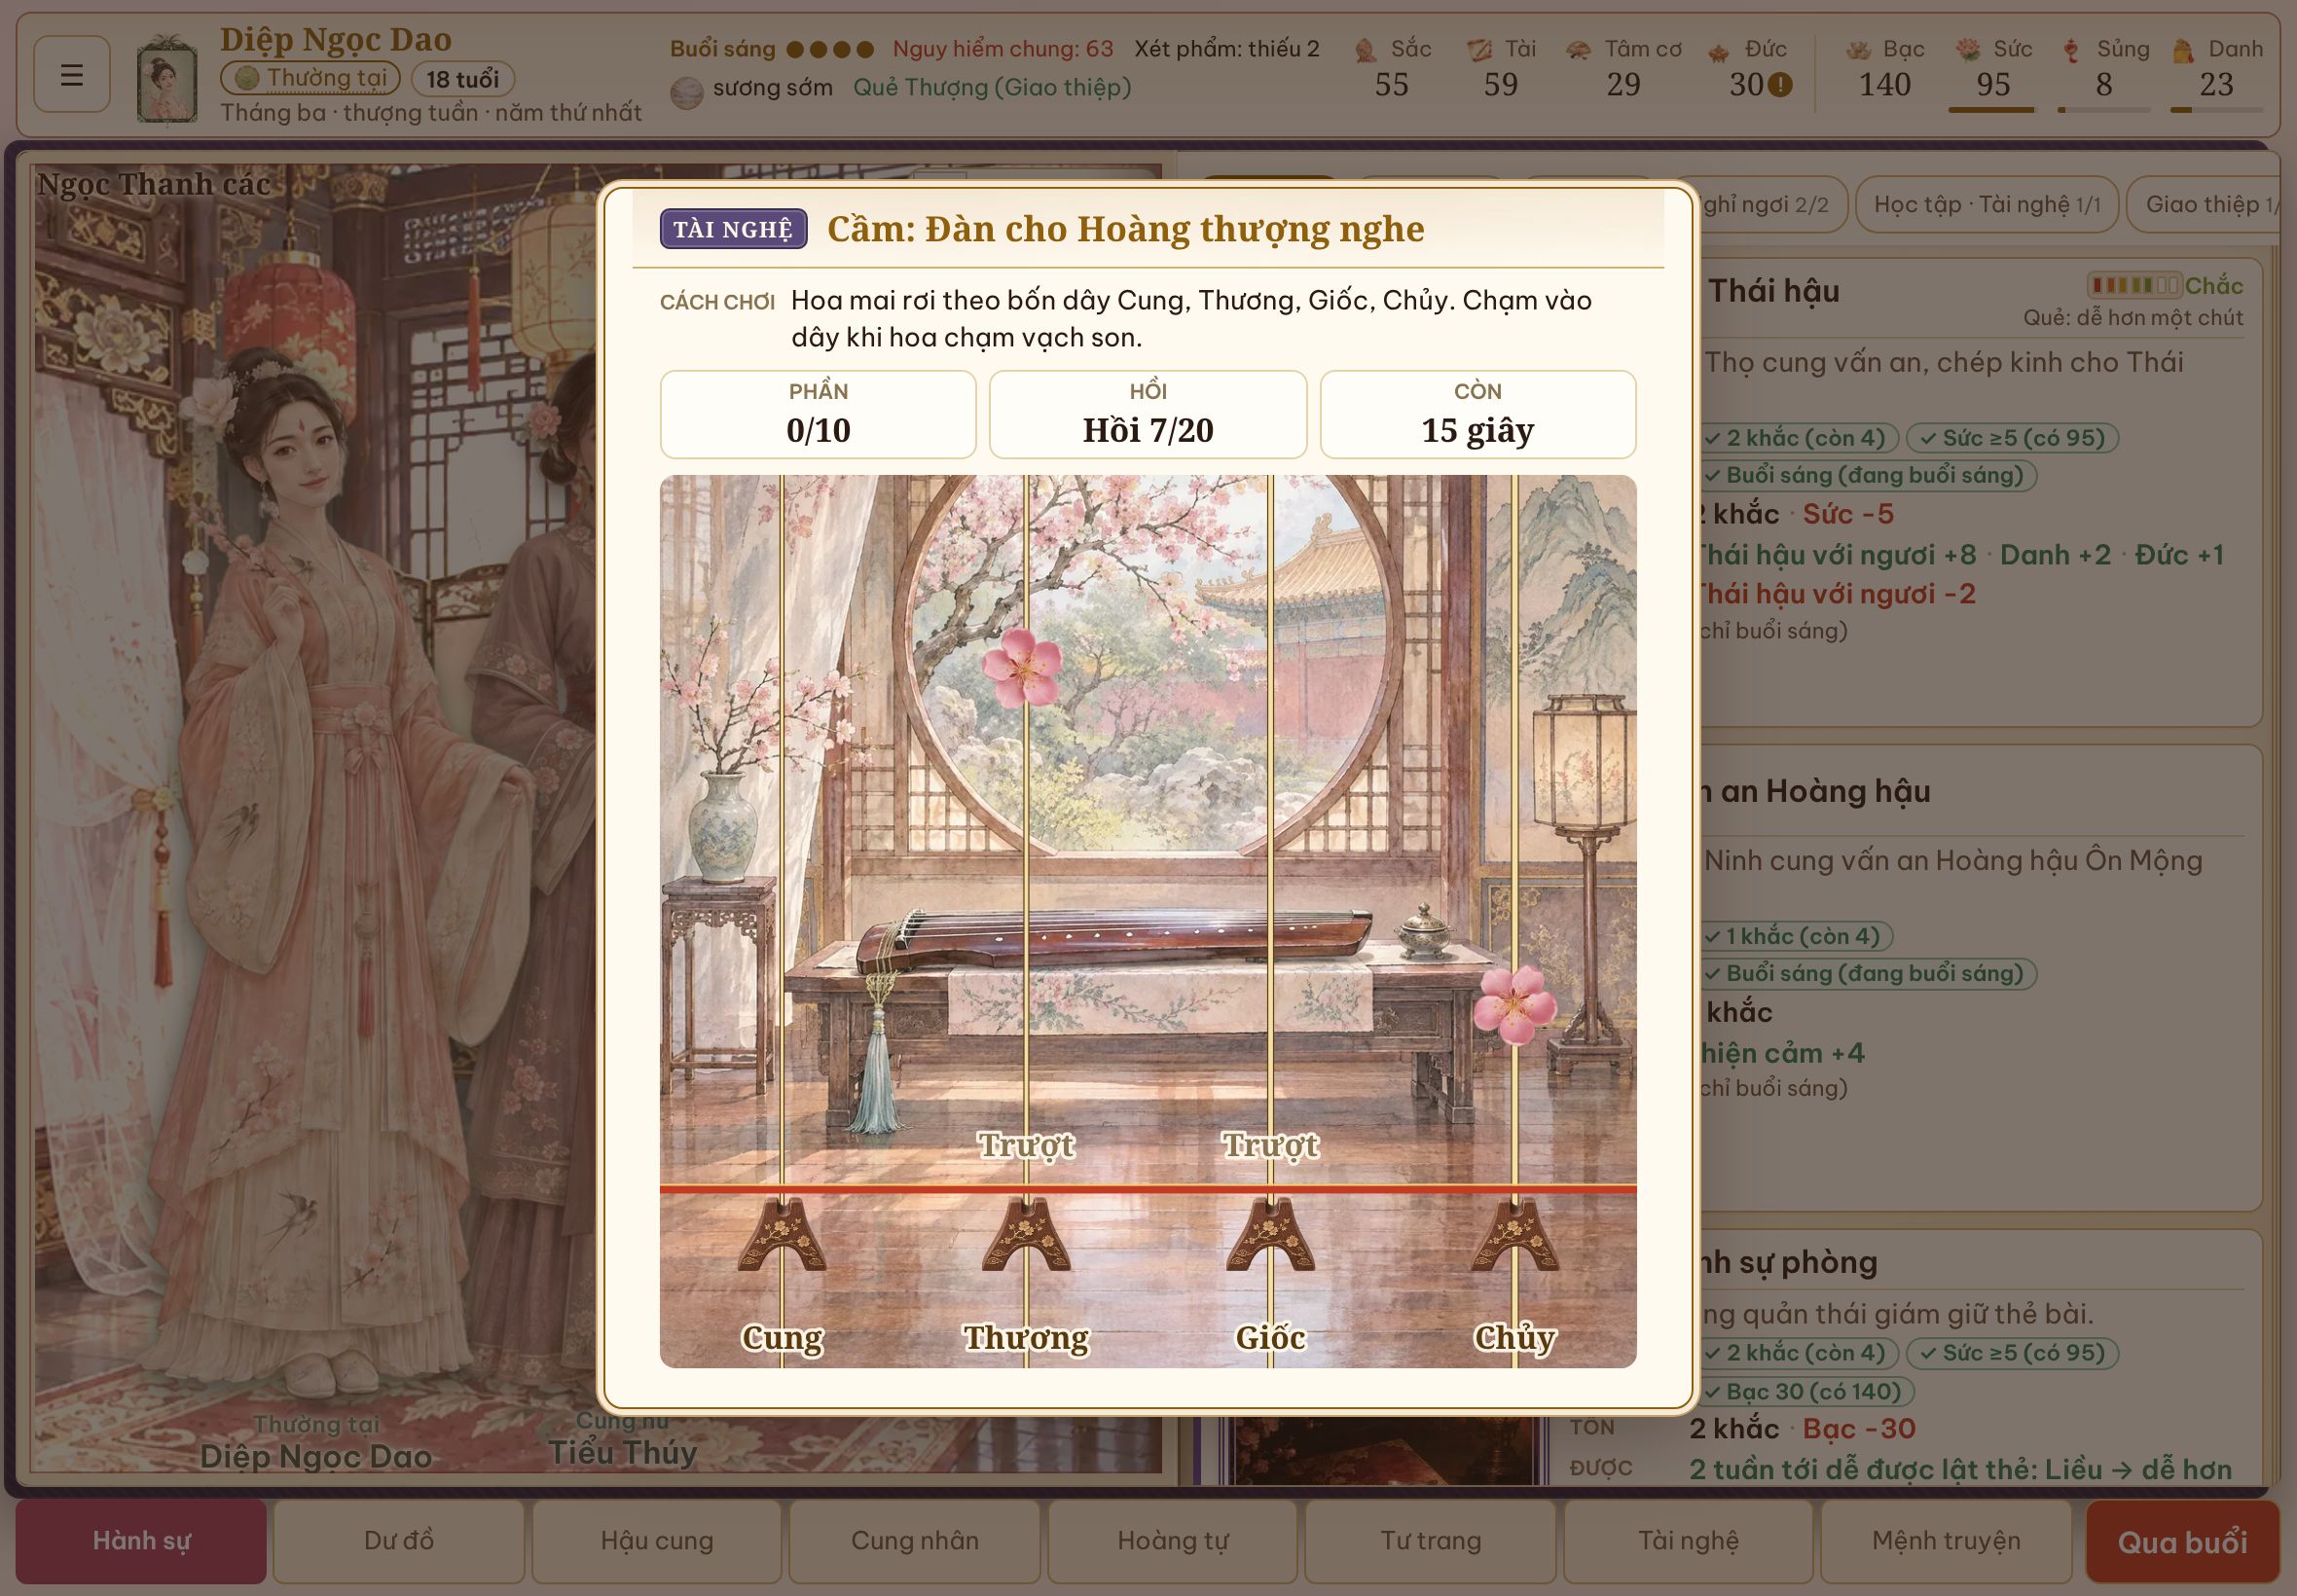 Diệp Ngọc Dao
Thường tại
18 tuổi
Tháng ba · thượng tuần · năm thứ nhất
Buổi sáng
Nguy hiểm chung: 63
Xét phẩm: thiếu 2
sương sớm
Quẻ Thượng (Giao thiệp)
Sắc
55
Tài
59
Tâm cơ
29
Đức
30
!
Bạc
140
Sức
95
Sủng
8
Danh
23
Ngọc Thanh các
TÀI NGHỆ
Cầm: Đàn cho Hoàng thượng nghe
CÁCH CHƠI
Hoa mai rơi theo bốn dây Cung, Thương, Giốc, Chủy. Chạm vào
dây khi hoa chạm vạch son.
PHẦN
0/10
HỒI
Hồi 7/20
CÒN
15 giây
Trượt
Trượt
Cung
Thương
Giốc
Chủy
Thường tại
Diệp Ngọc Dao
Cung nữ
Tiểu Thúy
ghỉ ngơi 2/2
Học tập · Tài nghệ 1/1
Giao thiệp 1/
Thái hậu
Chắc
Quẻ: dễ hơn một chút
Thọ cung vấn an, chép kinh cho Thái
✓ 2 khắc (còn 4)
✓ Sức ≥5 (có 95)
✓ Buổi sáng (đang buổi sáng)
2 khắc · Sức -5
Thái hậu với ngươi +8 · Danh +2 · Đức +1
Thái hậu với ngươi -2
chỉ buổi sáng)
an Hoàng hậu
Ninh cung vấn an Hoàng hậu Ôn Mộng
✓ 1 khắc (còn 4)
✓ Buổi sáng (đang buổi sáng)
khắc
hiện cảm +4
chỉ buổi sáng)
nh sự phòng
ng quản thái giám giữ thẻ bài.
✓ 2 khắc (còn 4)
✓ Sức ≥5 (có 95)
✓ Bạc 30 (có 140)
TỐN
2 khắc · Bạc -30
ĐƯỢC
2 tuần tới dễ được lật thẻ: Liều → dễ hơn
Hành sự
Dư đồ
Hậu cung
Cung nhân
Hoàng tự
Tư trang
Tài nghệ
Mệnh truyện
Qua buổi